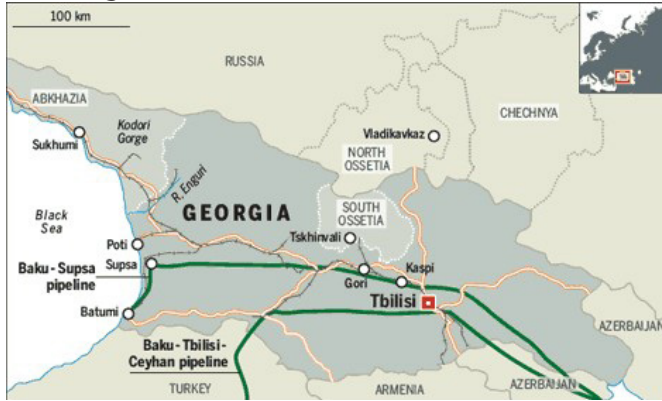 100 km
RUSSIA
ABKHAZIA
Kodori
Gorge
Sukhumi
CHECHNYA
Vladikavkaz
NORTH
OSSETIA
R. Enguri
GEORGIA
SOUTH
OSSETIA
Black
Sea
Tskhinvali
Poti
Supsa
Baku - Supsa
pipeline
Gori
Kaspi
Tbilisi
Batumi
AZERBAIJAN
Baku - Tbilisi -
Ceyhan pipeline
TURKEY
ARMENIA
AZERBAIJAN